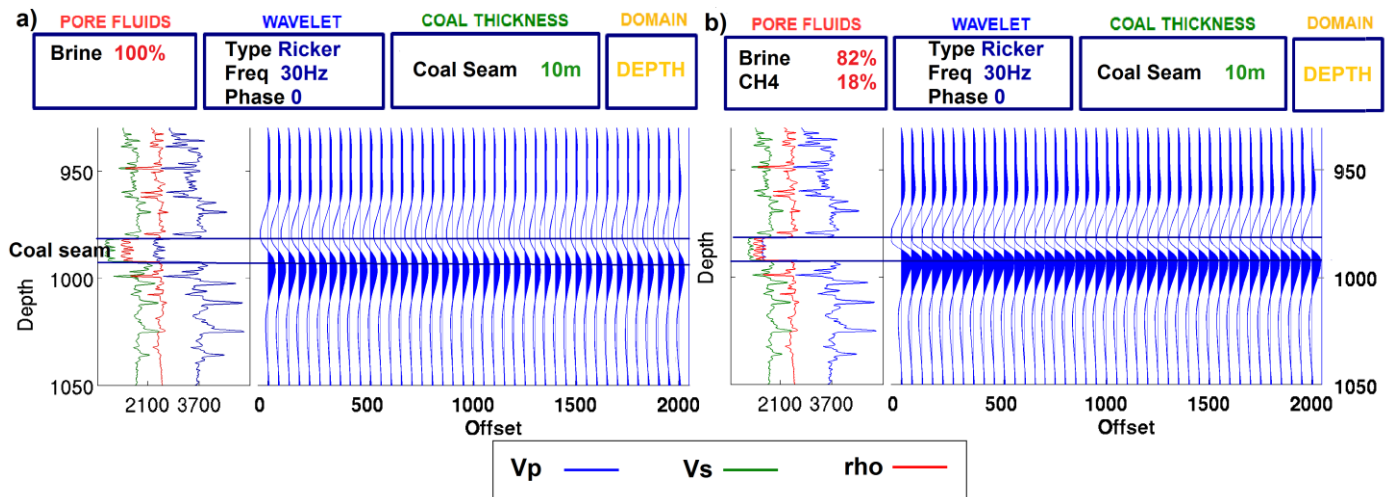 a)
PORE FLUIDS
WAVELET
COAL THICKNESS
DOMAIN
Brine 100%
Type Ricker
Freq 30Hz
Phase 0
Coal Seam 10m
DEPTH
950
Coal seam
1000
1050
Depth
2100 3700
0 500 1000 1500 2000
Offset
b)
PORE FLUIDS
WAVELET
COAL THICKNESS
DOMAIN
Brine 82%
CH4 18%
Type Ricker
Freq 30Hz
Phase 0
Coal Seam 10m
DEPTH
950
1000
1050
Depth
2100 3700
0 500 1000 1500 2000
Offset
Vp Vs rho